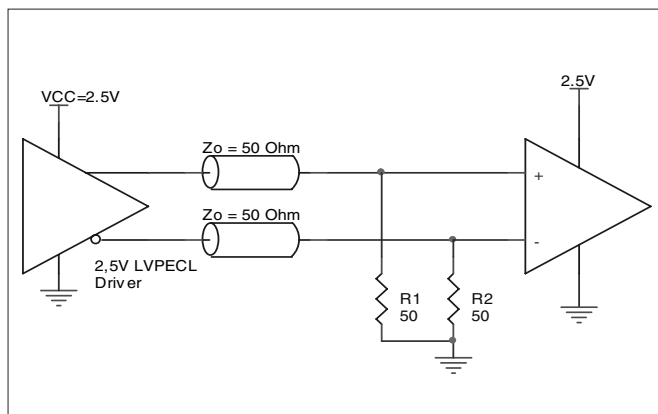 2.5V
VCC=2.5V
Zo = 50 Ohm
+
Zo = 50 Ohm
-
2,5V LVPECL
Driver
R1
50
R2
50